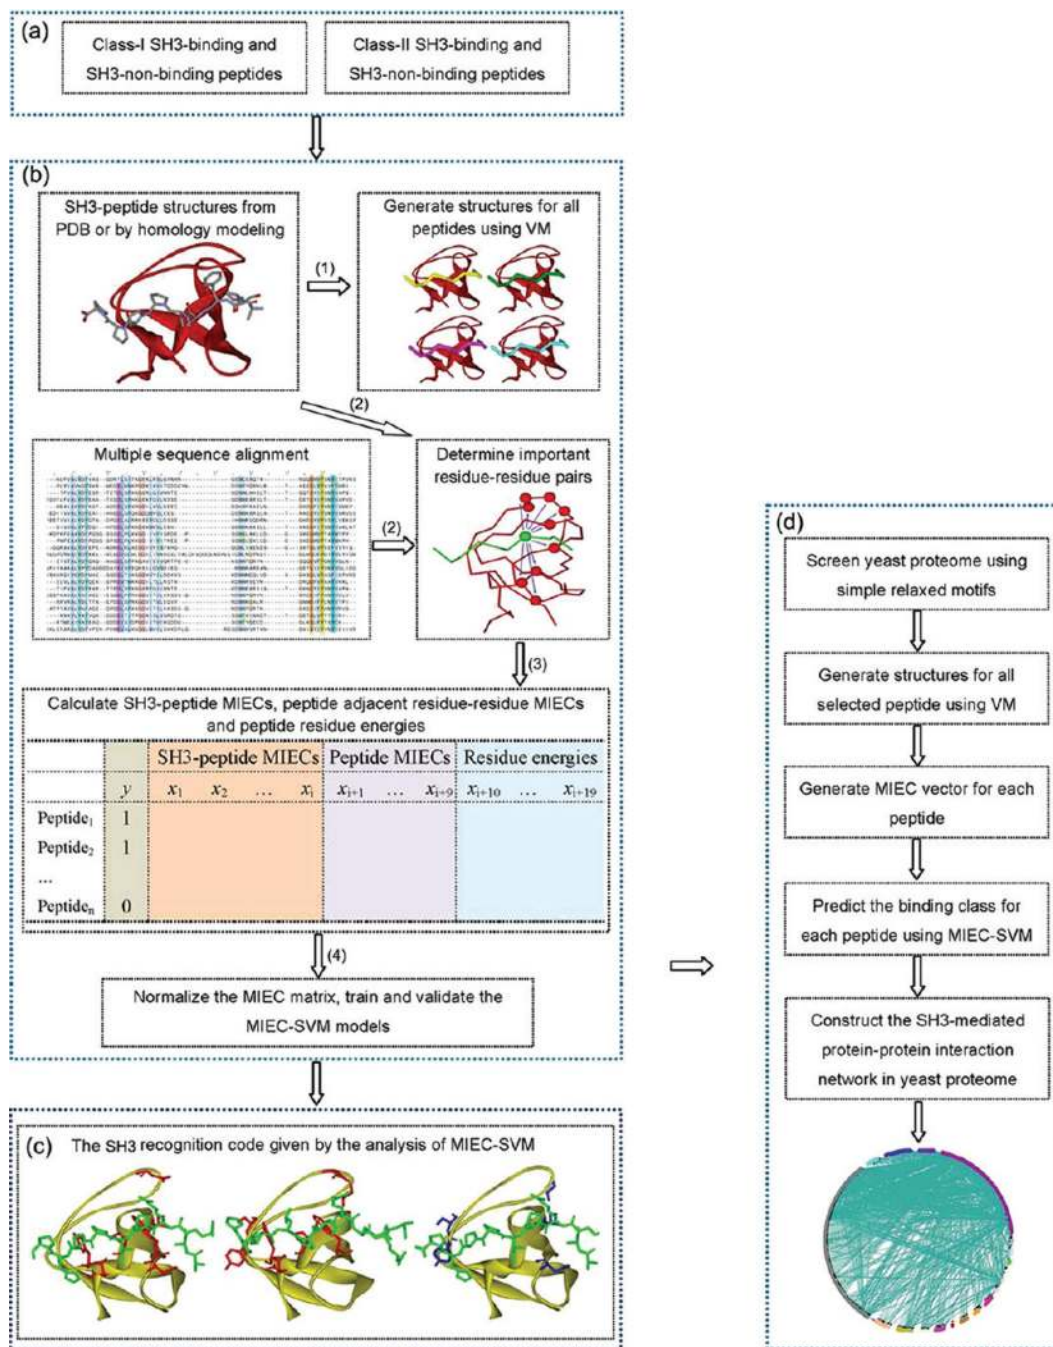 (a)
Class-I SH3-binding and
SH3-non-binding peptides
Class-II SH3-binding and
SH3-non-binding peptides
(b)
SH3-peptide structures from
PDB or by homology modeling
(1)
Generate structures for all
peptides using VM
(2)
Multiple sequence alignment
(2)
Determine important
residue-residue pairs
(3)
Calculate SH3-peptide MIECs, peptide adjacent residue-residue MIECs
and peptide residue energies
SH3-peptide MIECs Peptide MIECs Residue energies
y x1 x2 ... xi xi+1 ... xi+9 xi+10 ... xi+19
Peptide1 1
Peptide2 1
...
Peptiden 0
(4)
Normalize the MIEC matrix, train and validate the
MIEC-SVM models
(c)
The SH3 recognition code given by the analysis of MIEC-SVM
(d)
Screen yeast proteome using
simple relaxed motifs
Generate structures for all
selected peptide using VM
Generate MIEC vector for each
peptide
Predict the binding class for
each peptide using MIEC-SVM
Construct the SH3-mediated
protein-protein interaction
network in yeast proteome